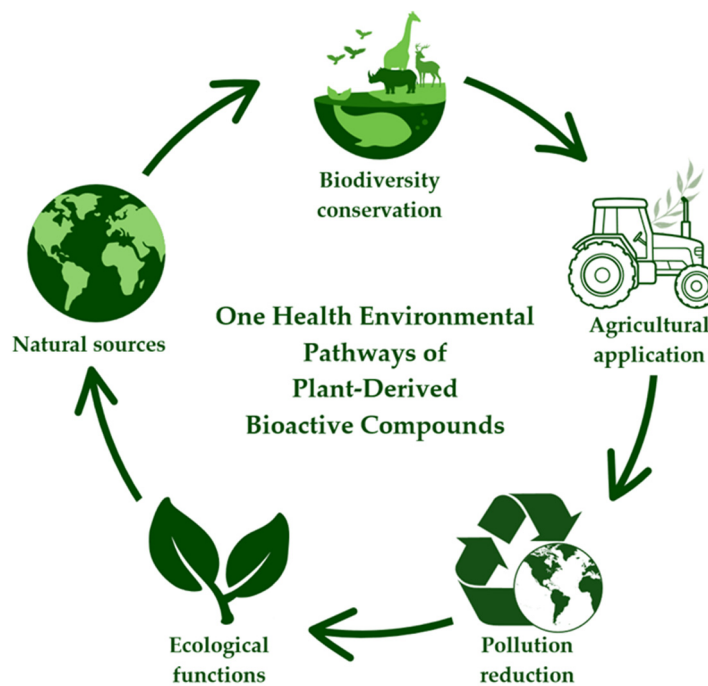 Biodiversity
conservation
Agricultural
application
Pollution
reduction
Ecological
functions
Natural sources
One Health Environmental
Pathways of
Plant-Derived
Bioactive Compounds